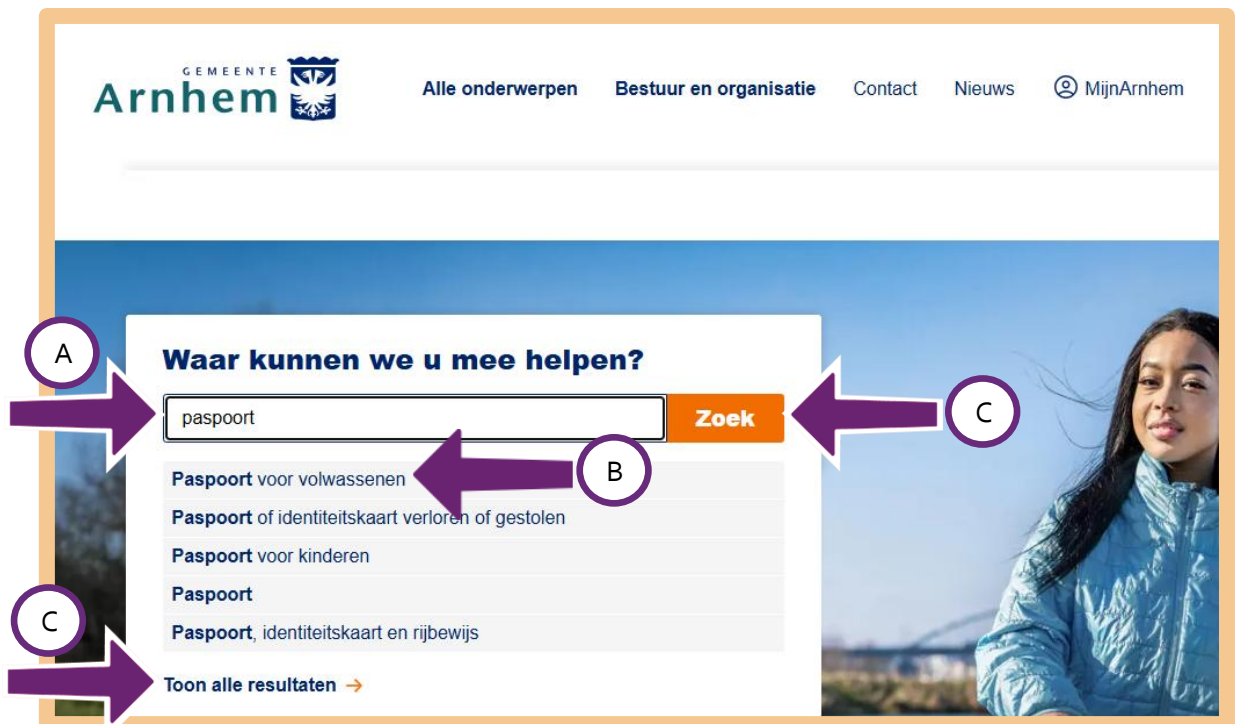 GEMEENTE
Arnhem
Alle onderwerpen Bestuur en organisatie Contact Nieuws MijnArnhem
A
Waar kunnen we u mee helpen?
paspoort Zoek
C
Paspoort voor volwassenen
B
Paspoort of identiteitskaart verloren of gestolen
Paspoort voor kinderen
Paspoort
C
Paspoort, identiteitskaart en rijbewijs
Toon alle resultaten →